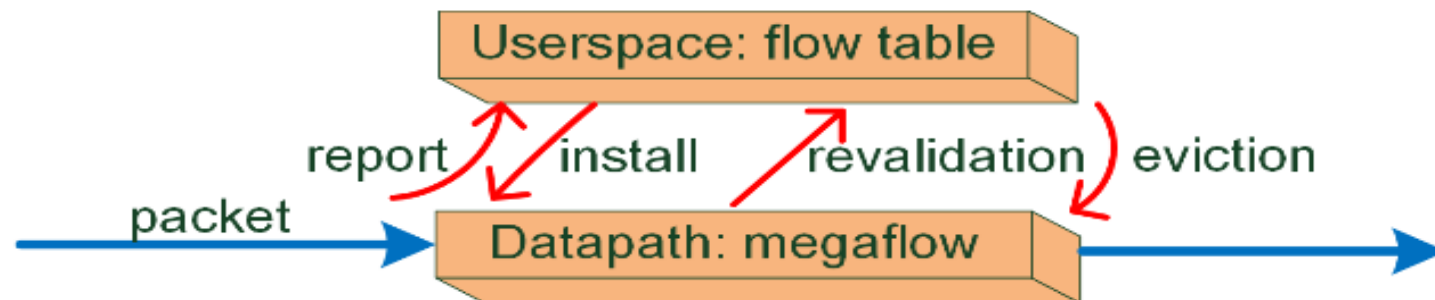 Userspace: flow table
report
install
revalidation
eviction
packet
Datapath: megaflow